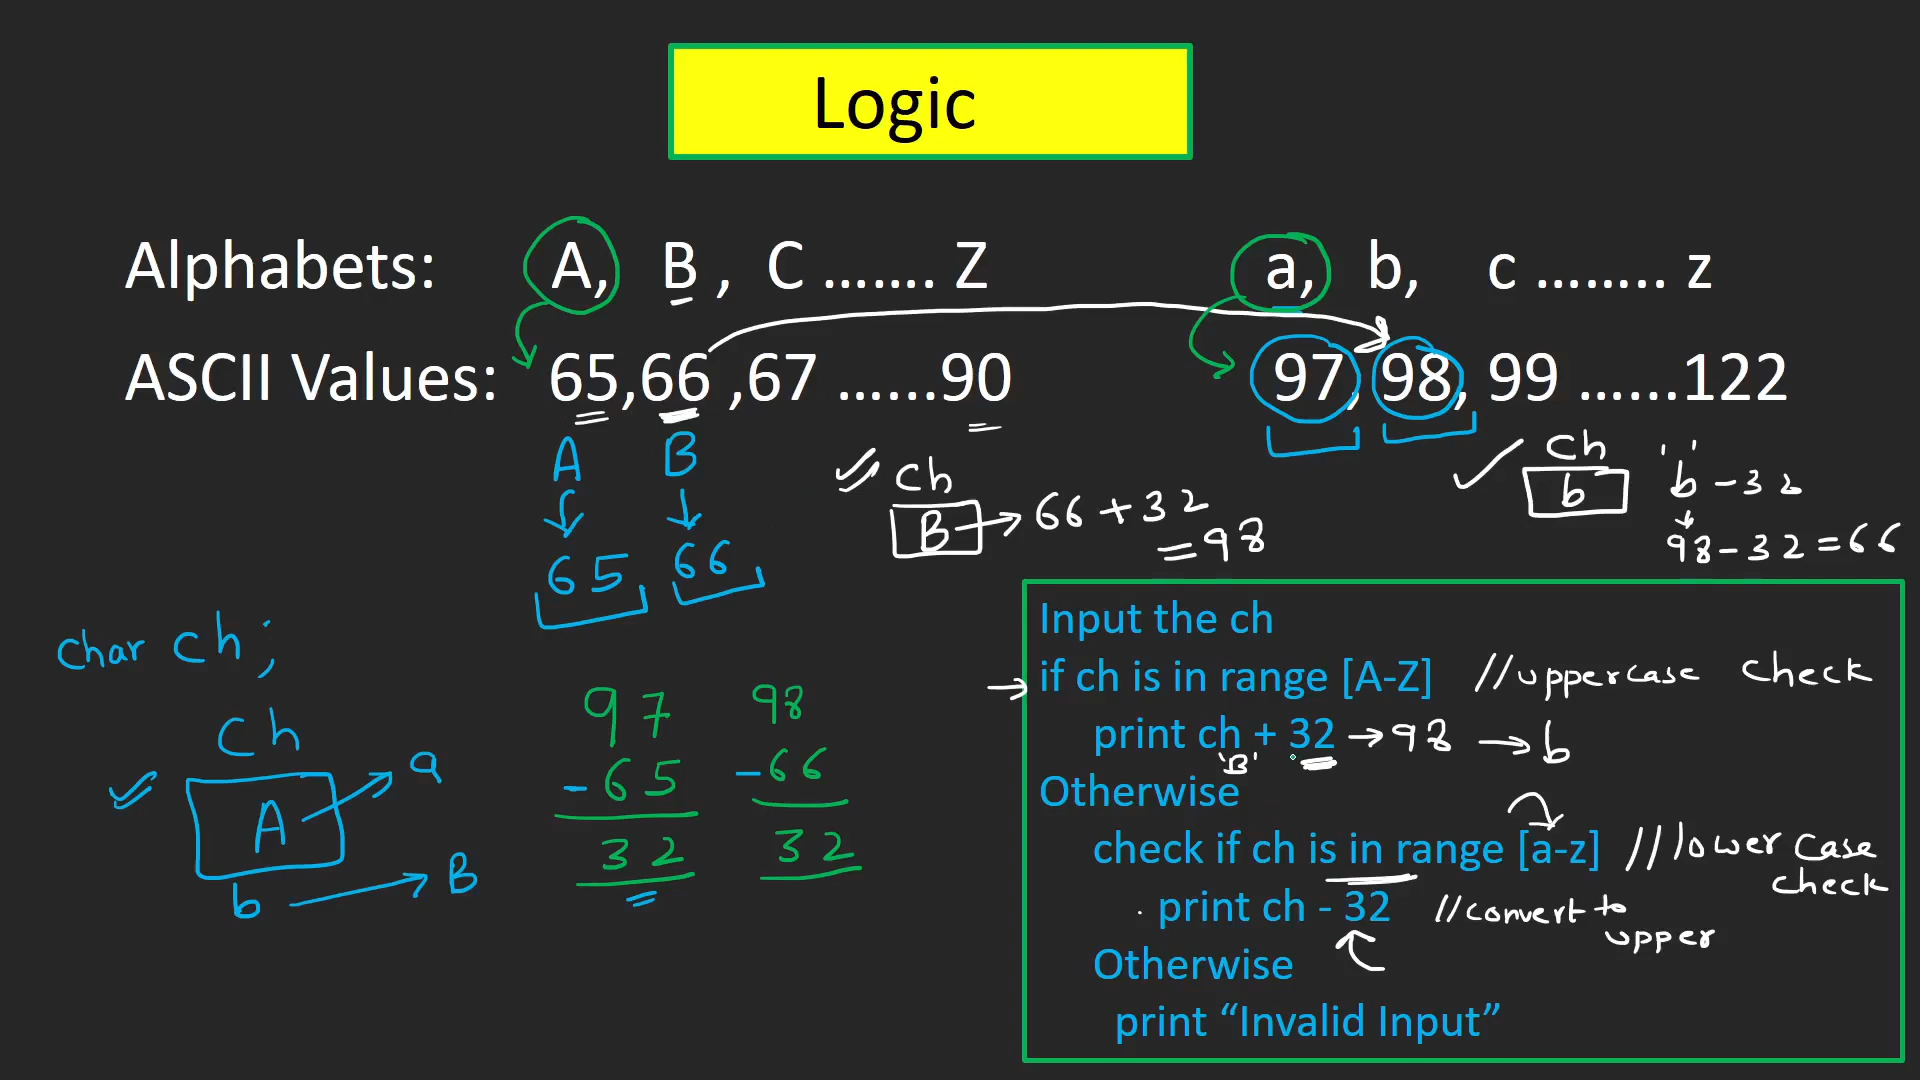 Logic
Alphabets: A, B , C ....... Z a, b, c ........ z
ASCII Values: 65,66 ,67 ......90 97, 98, 99 ......122
A B
65 66
ch
B 66 + 32
= 98
ch
b
'b' - 32
98 - 32 = 66
char ch ;
ch
A a
b B
97
- 65
32
98
- 66
32
Input the ch
if ch is in range [A-Z] //uppercase check
print ch + 32 98 b
'B'
Otherwise
check if ch is in range [a-z] //lower case
check
print ch - 32 //convert to
upper
Otherwise
print “Invalid Input”